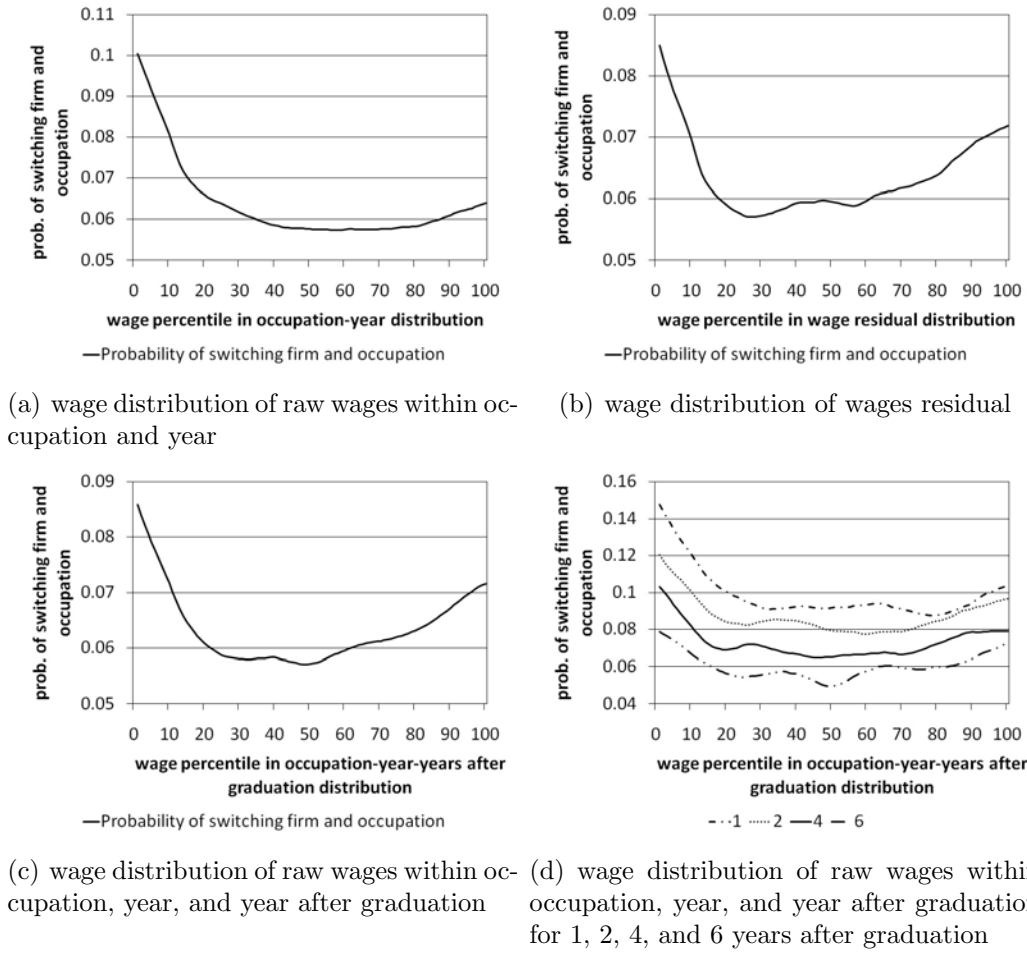 0.11
0.1
0.09
0.08
0.07
0.06
0.05
prob. of switching firm and
occupation
0 10 20 30 40 50 60 70 80 90 100
wage percentile in occupation-year distribution
Probability of switching firm and occupation
(a) wage distribution of raw wages within oc-
cupation and year
0.09
0.08
0.07
0.06
0.05
prob. of switching firm and
occupation
0 10 20 30 40 50 60 70 80 90 100
wage percentile in wage residual distribution
Probability of switching firm and occupation
(b) wage distribution of wages residual
0.09
0.08
0.07
0.06
0.05
prob. of switching firm and
occupation
0 10 20 30 40 50 60 70 80 90 100
wage percentile in occupation-year-years after
graduation distribution
Probability of switching firm and occupation
(c) wage distribution of raw wages within oc-
cupation, year, and year after graduation
0.16
0.14
0.12
0.1
0.08
0.06
0.04
prob. of switching firm and
occupation
0 10 20 30 40 50 60 70 80 90 100
wage percentile in occupation-year-years after
graduation distribution
1 2 4 6
(d) wage distribution of raw wages within
occupation, year, and year after graduation
for 1, 2, 4, and 6 years after graduation